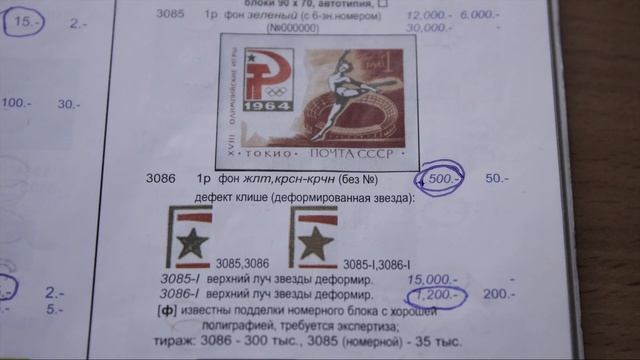 блоки 90 х 70, автотипия, □
3085 1р фон зеленый (с 6-зн.номером) 12,000.- 6,000.-
(№000000) 30,000.- -
15.- 2.-
100.- 30.-
2.-
5.-
XVIII ОЛИМПИЙСКИЕ ИГРЫ
1964
1 РУБ.
· ТОКИО · ПОЧТА СССР
3086 1р фон жлт,крсн-крчн (без №) 500.- 50.-
дефект клише (деформированная звезда):
3085,3086 3085-I,3086-I
3085-I верхний луч звезды деформир. 15,000.- -
3086-I верхний луч звезды деформир. 1,200.- 200.-
[ф] известны подделки номерного блока с хорошей
полиграфией, требуется экспертиза;
тираж: 3086 - 300 тыс., 3085 (номерной) - 35 тыс.